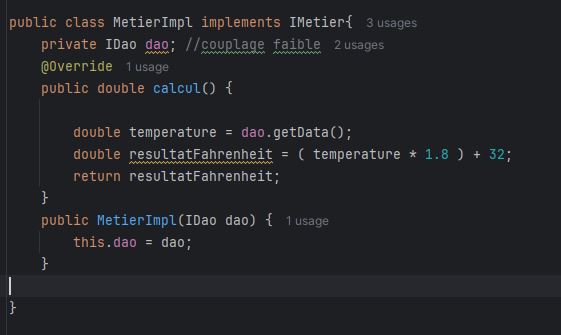 public class MetierImpl implements IMetier{ 3 usages
private IDao dao; //couplage faible 2 usages
@Override 1 usage
public double calcul() {
double temperature = dao.getData();
double resultatFahrenheit = ( temperature * 1.8 ) + 32;
return resultatFahrenheit;
}
public MetierImpl(IDao dao) { 1 usage
this.dao = dao;
}
}